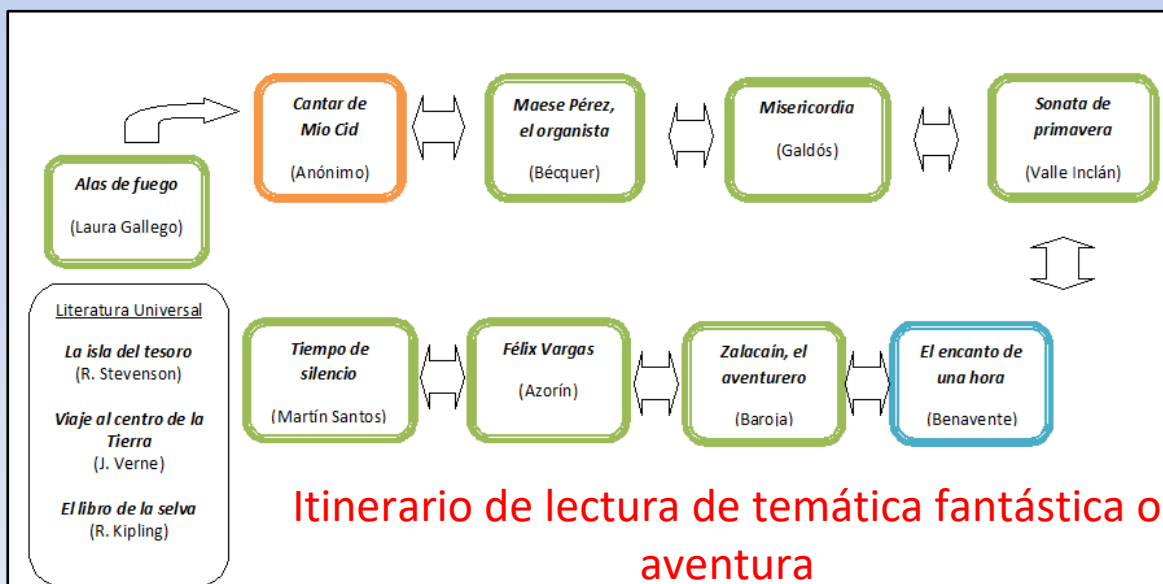 Alas de fuego
(Laura Gallego)
Cantar de
Mío Cid
(Anónimo)
Maese Pérez,
el organista
(Bécquer)
Misericordia
(Galdós)
Sonata de
primavera
(Valle Inclán)
El encanto de
una hora
(Benavente)
Zalacaín, el
aventurero
(Baroja)
Félix Vargas
(Azorín)
Tiempo de
silencio
(Martín Santos)
Literatura Universal
La isla del tesoro
(R. Stevenson)
Viaje al centro de la
Tierra
(J. Verne)
El libro de la selva
(R. Kipling)
Itinerario de lectura de temática fantástica o
aventura